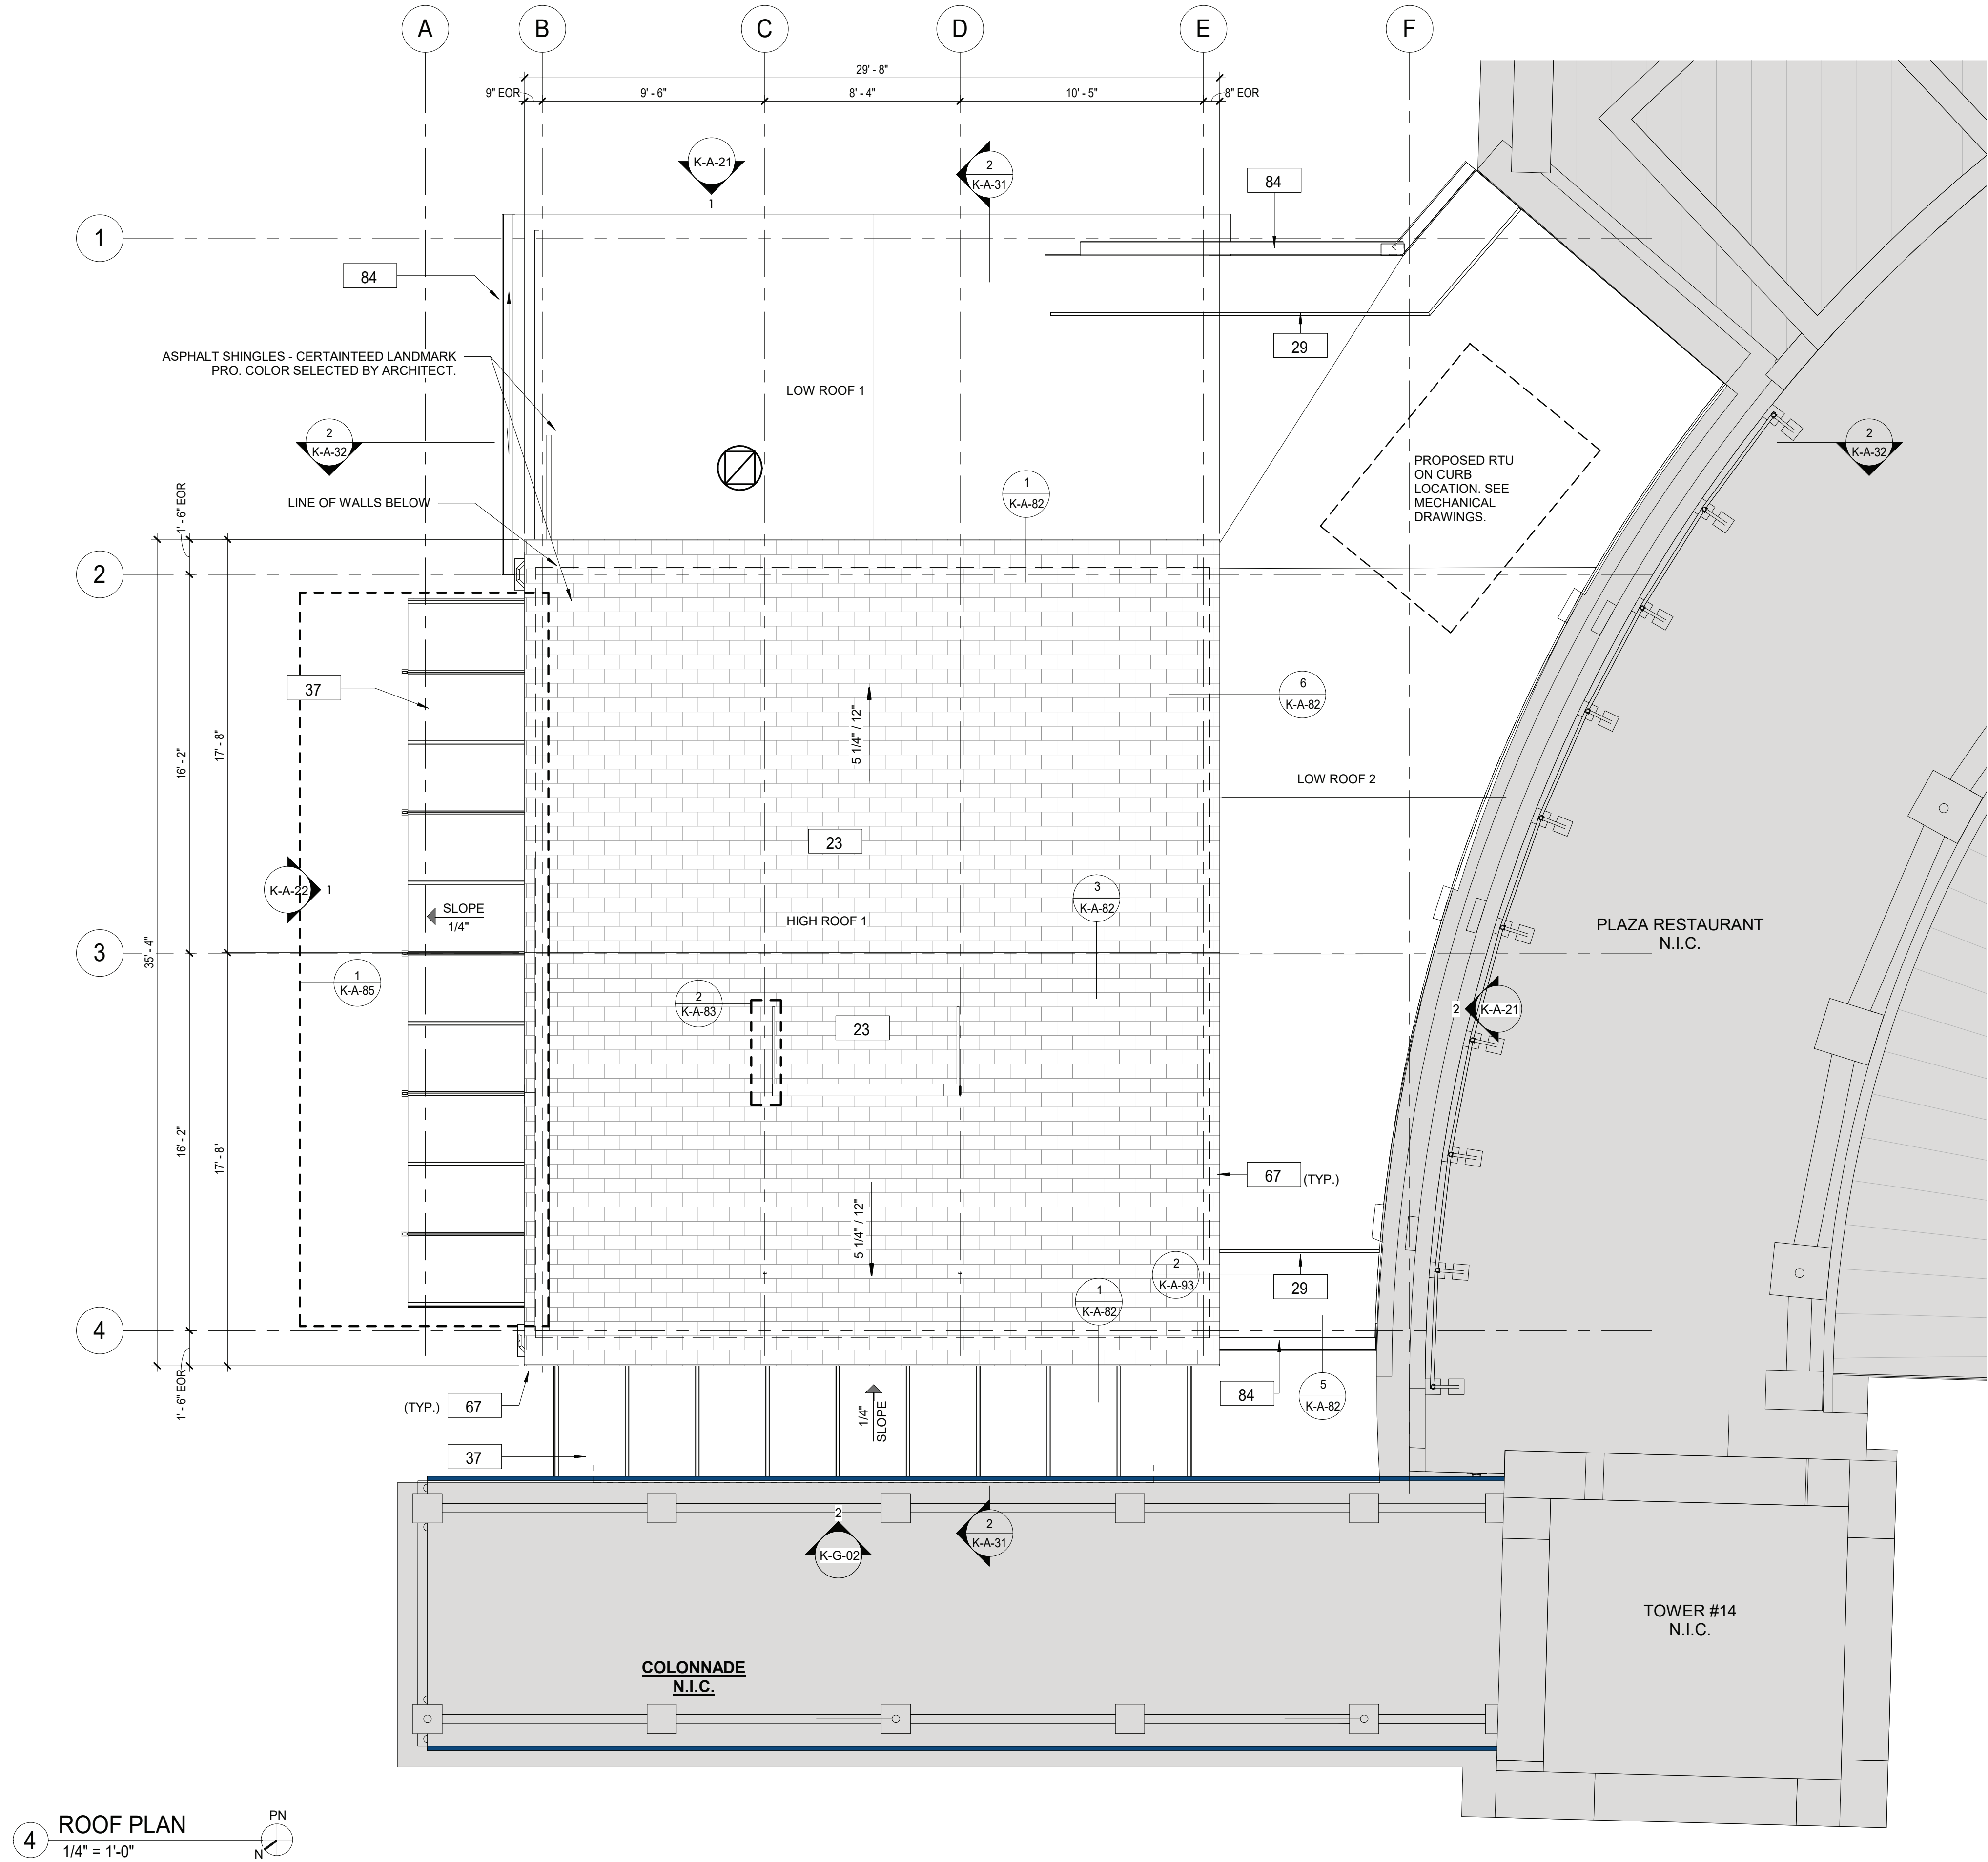 A
B
C
D
E
F
29' - 8"
9" EOR
9' - 6"
8' - 4"
10' - 5"
8" EOR
K-A-21
1
2
K-A-31
84
1
84
29
ASPHALT SHINGLES - CERTAINTEED LANDMARK
PRO. COLOR SELECTED BY ARCHITECT.
LOW ROOF 1
2
K-A-32
2
K-A-32
PROPOSED RTU
ON CURB
LOCATION. SEE
MECHANICAL
DRAWINGS.
1
K-A-82
LINE OF WALLS BELOW
1' - 6" EOR
2
37
6
K-A-82
5 1/4" / 12"
16' - 2"
17' - 8"
LOW ROOF 2
23
K-A-22
1
3
K-A-82
SLOPE
1/4"
HIGH ROOF 1
PLAZA RESTAURANT
N.I.C.
3
35' - 4"
1
K-A-85
2
K-A-83
23
2
K-A-21
16' - 2"
17' - 8"
67
(TYP.)
5 1/4" / 12"
2
K-A-93
29
1
K-A-82
4
1' - 6" EOR
(TYP.)
67
1/4"
SLOPE
84
5
K-A-82
37
2
K-G-02
2
K-A-31
TOWER #14
N.I.C.
COLONNADE
N.I.C.
4
ROOF PLAN
1/4" = 1'-0"
PN
N